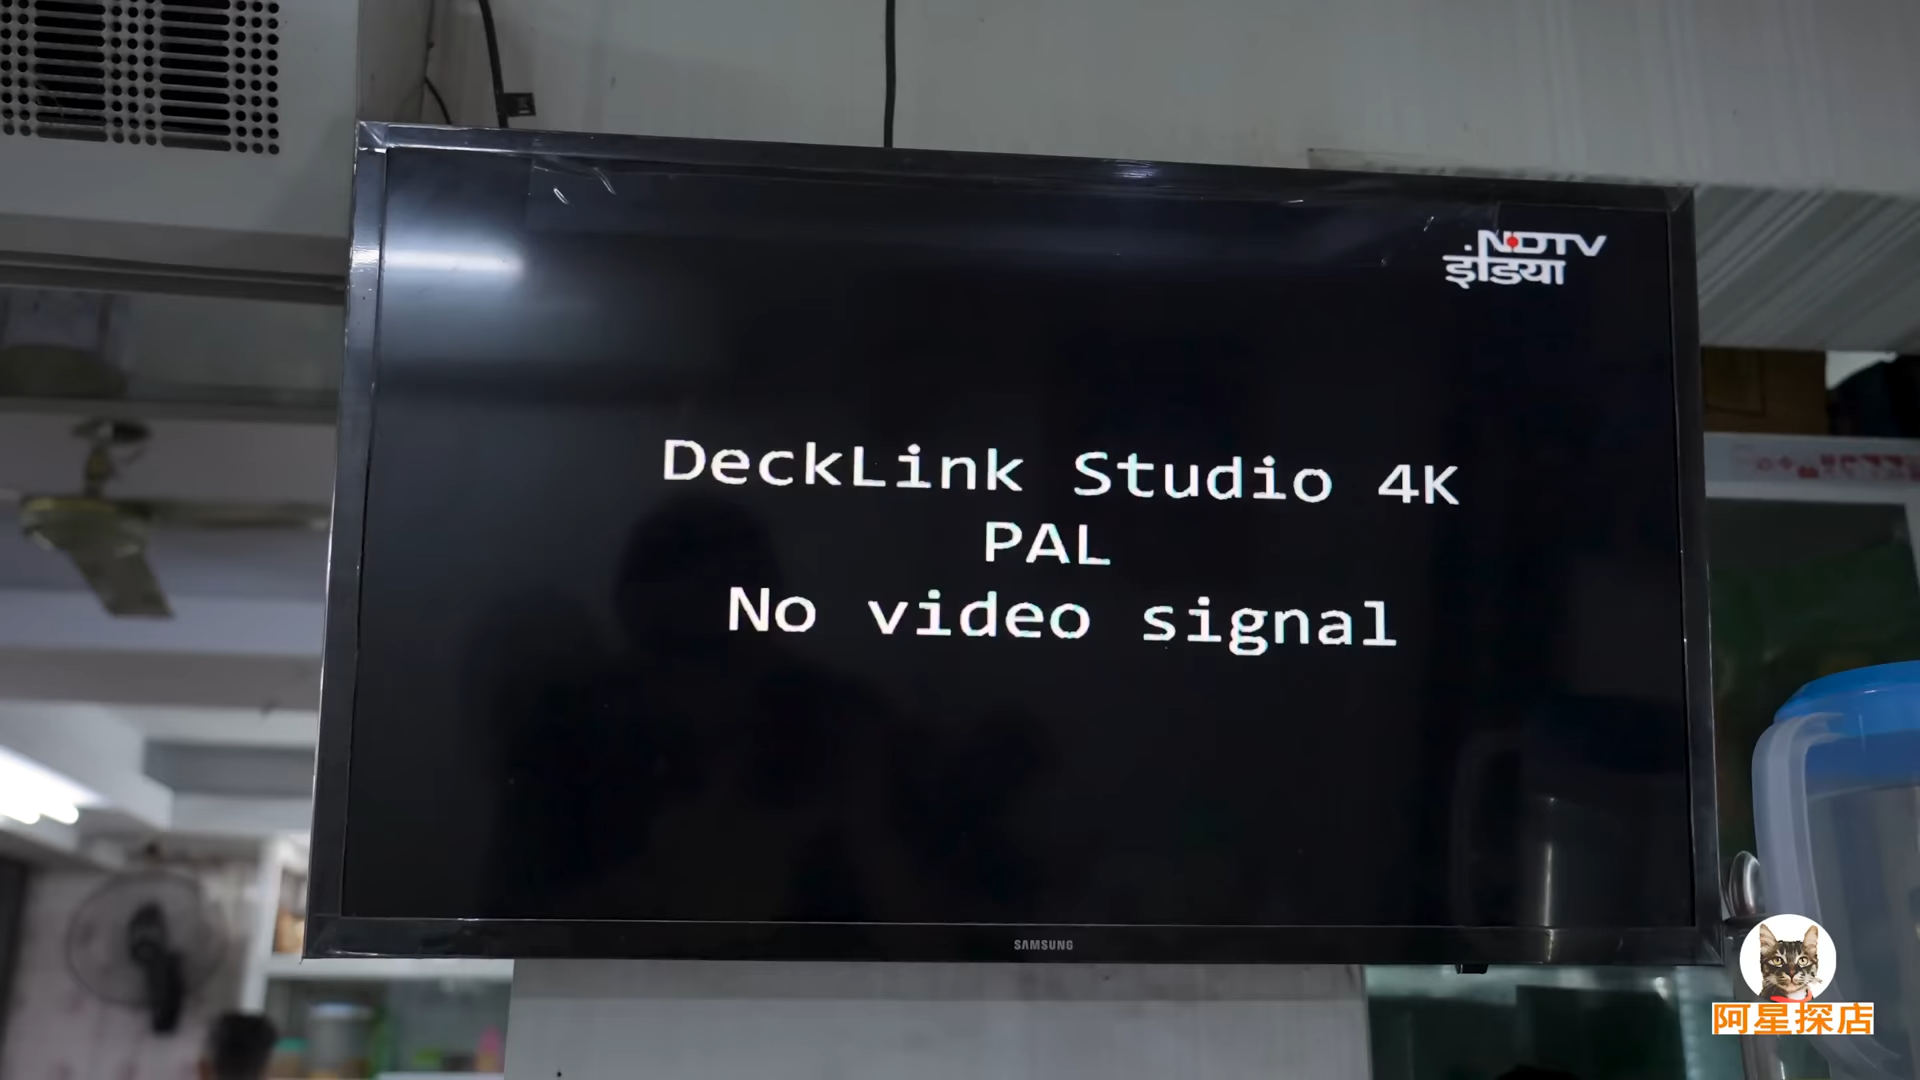 NDTV
इंडिया
DeckLink Studio 4K
PAL
No video signal
SAMSUNG
阿星探店